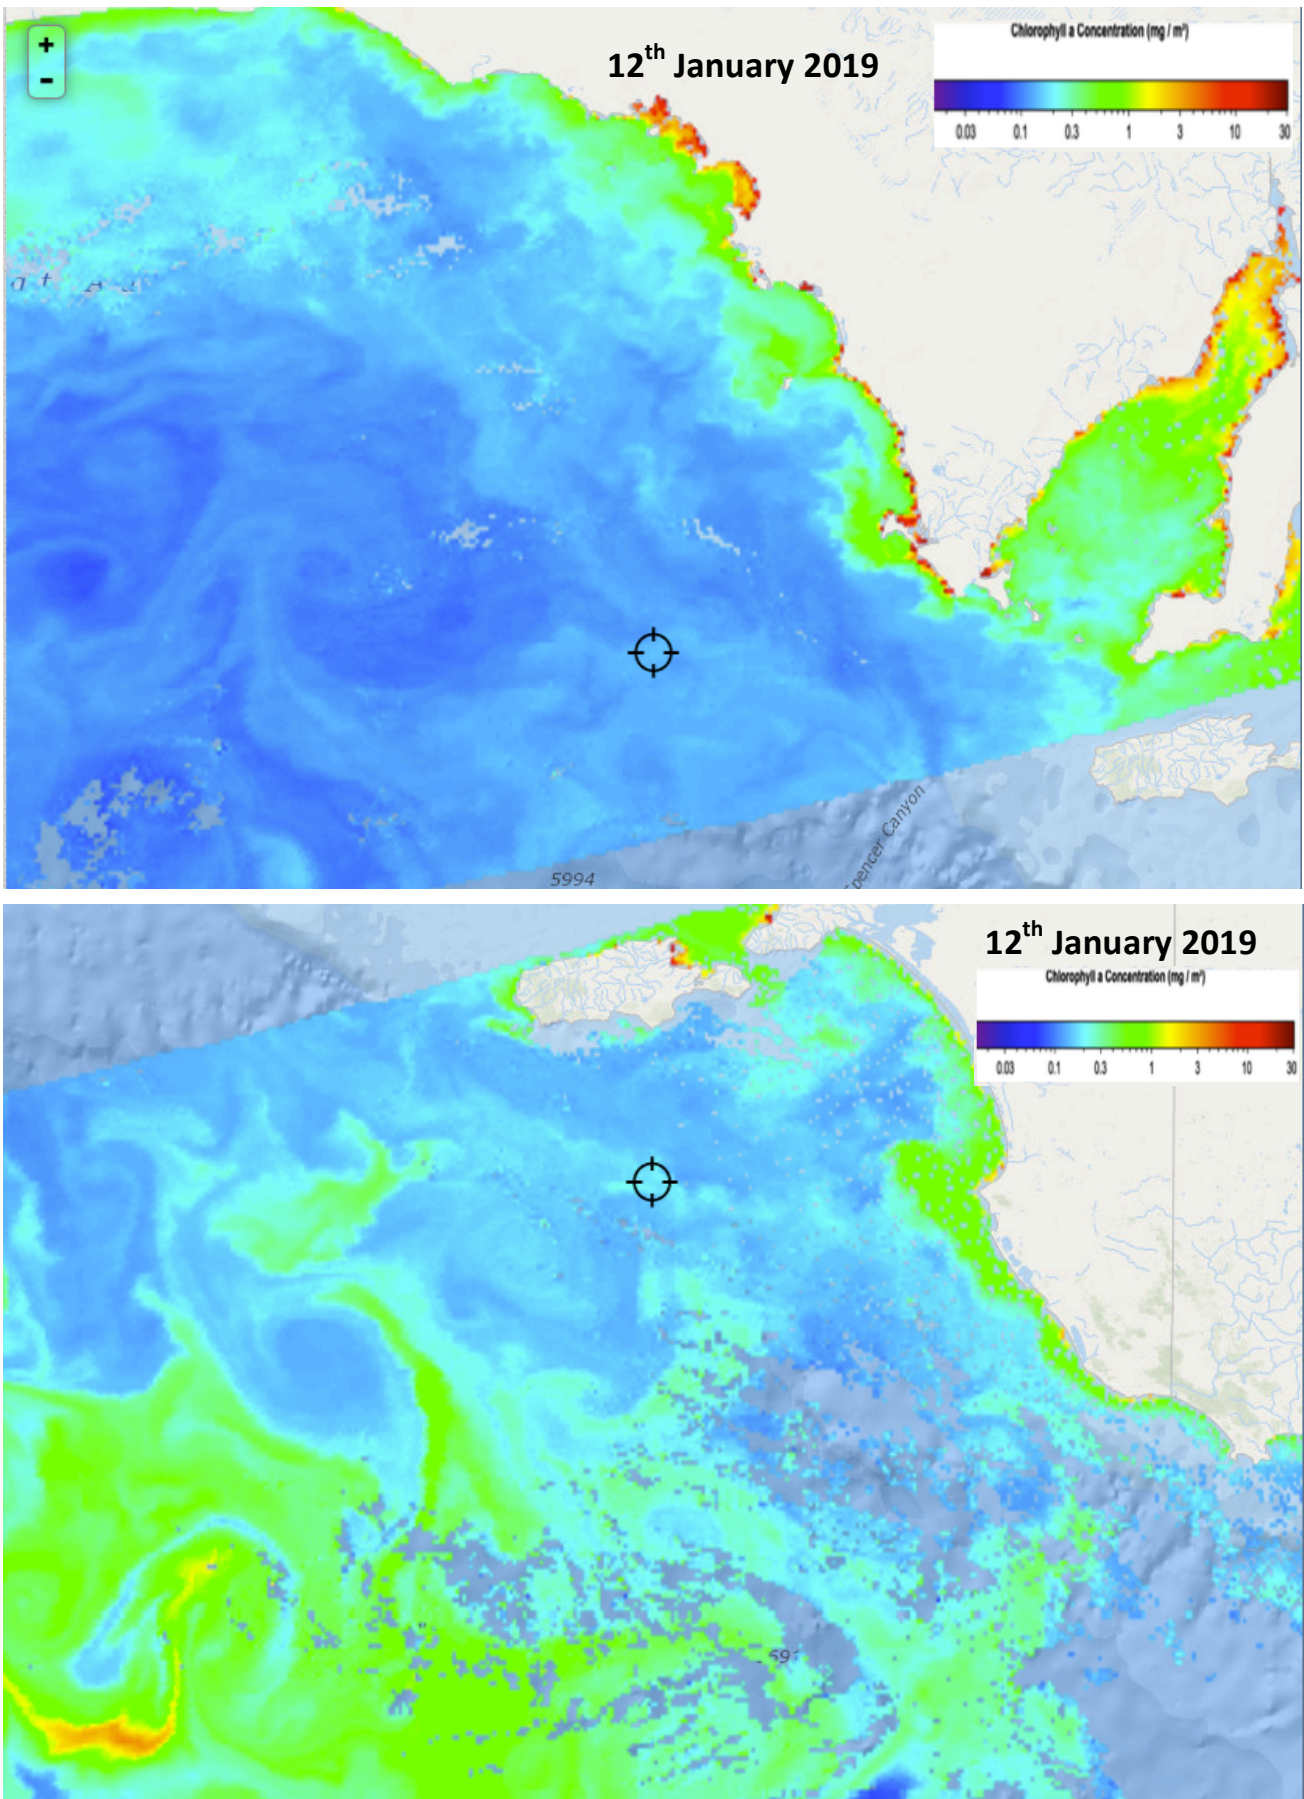 +
-
12th January 2019
Chlorophyll a Concentration (mg / m³)
0.03 0.1 0.3 1 3 10 30
at A
5994
Spencer Canyon
12th January 2019
Chlorophyll a Concentration (mg / m³)
0.03 0.1 0.3 1 3 10 30